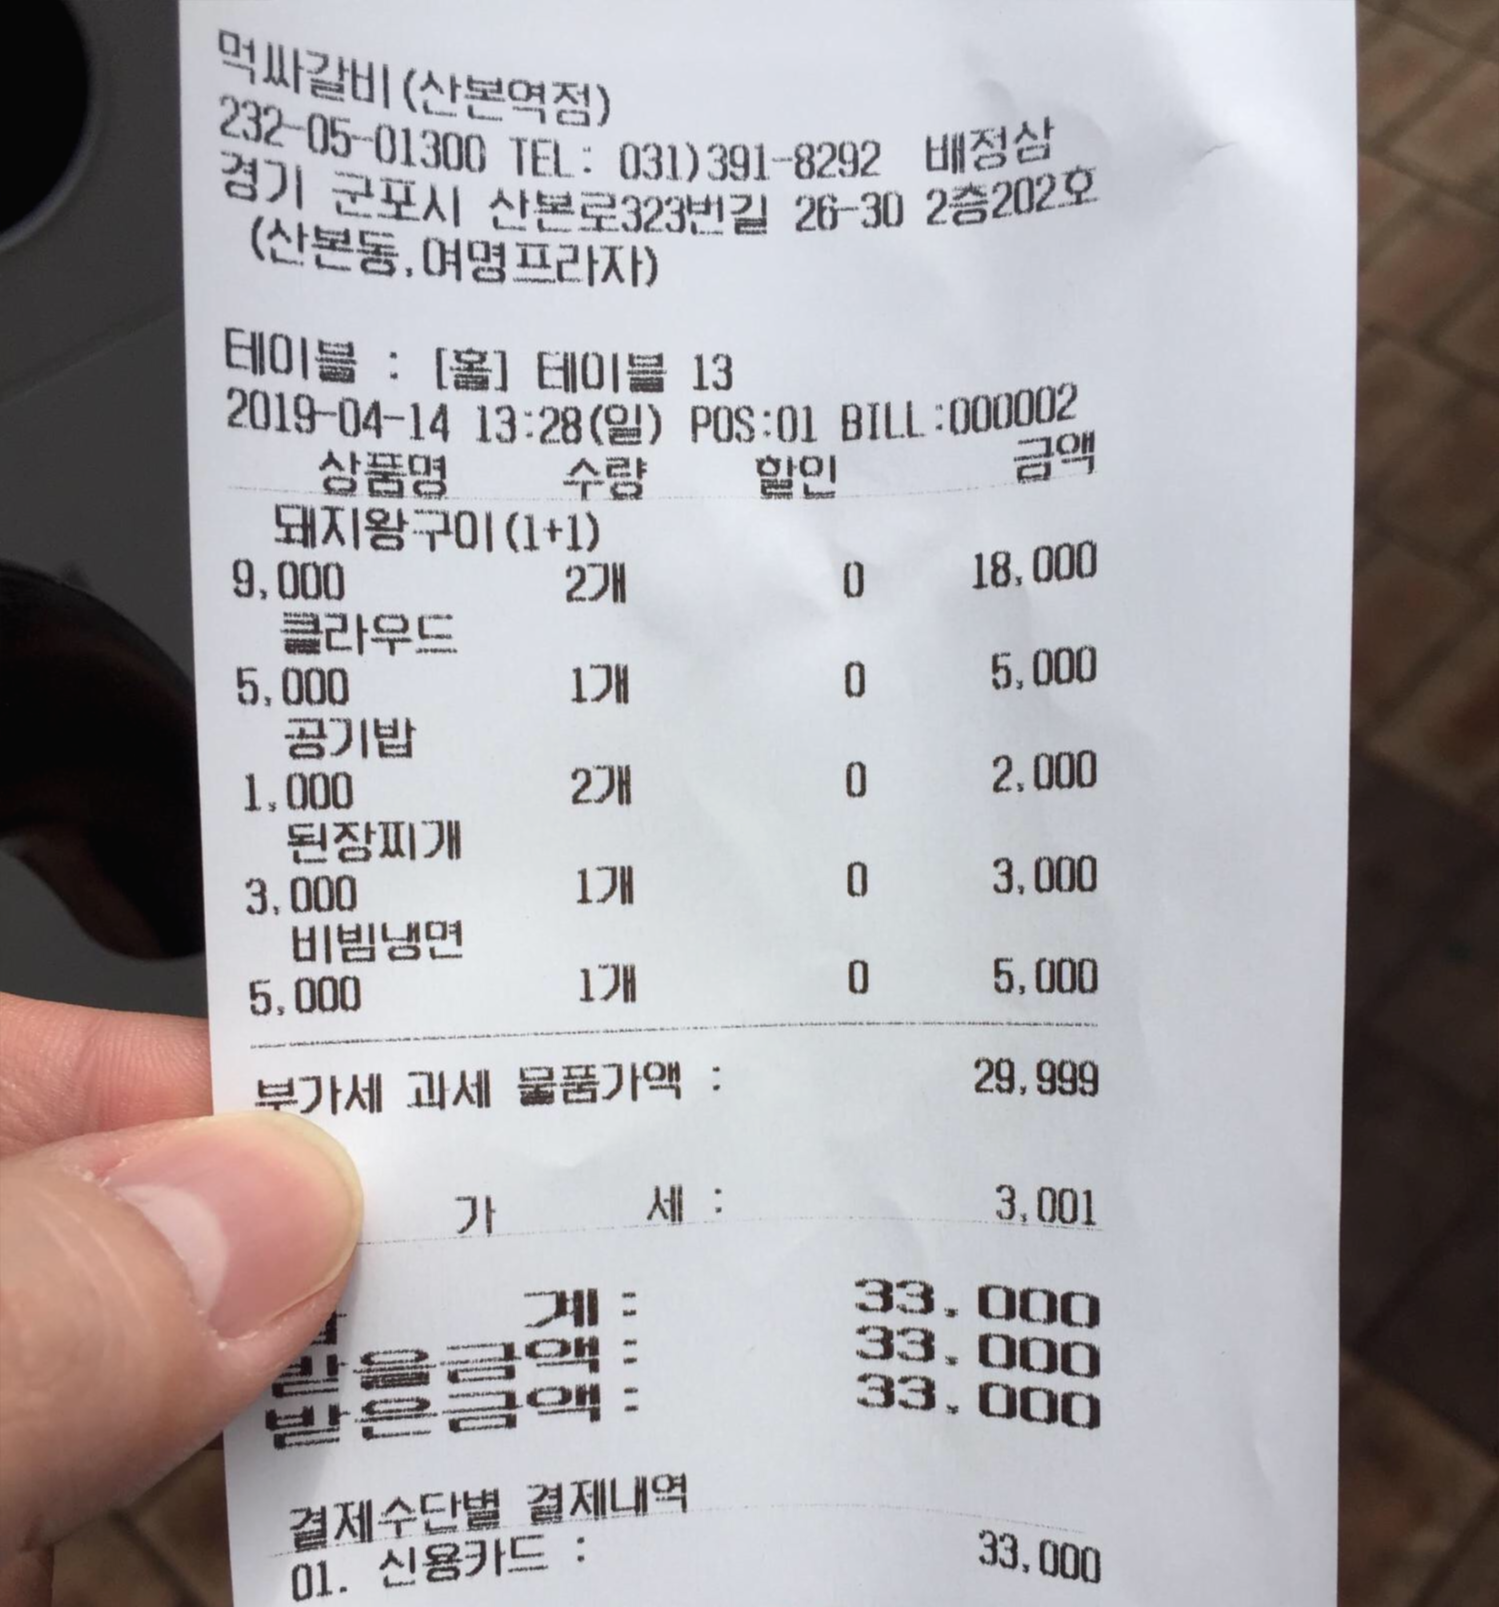 먹싸갈비(산본역점)
232-05-01300 TEL: 031)391-8292 배정삼
경기 군포시 산본로323번길 26-30 2층202호
(산본동,여명프라자)
테이블 : [홀] 테이블 13
2019-04-14 13:28(일) POS:01 BILL:000002
상품명 수량 할인 금액
돼지왕구이(1+1)
9,000 2개 0 18,000
클라우드
5,000 1개 0 5,000
공기밥
1,000 2개 0 2,000
된장찌개
3,000 1개 0 3,000
비빔냉면
5,000 1개 0 5,000
부가세 과세 물품가액 : 29,999
가 세 : 3,001
계 : 33,000
받을금액 : 33,000
받은금액 : 33,000
결제수단별 결제내역
01. 신용카드 : 33,000